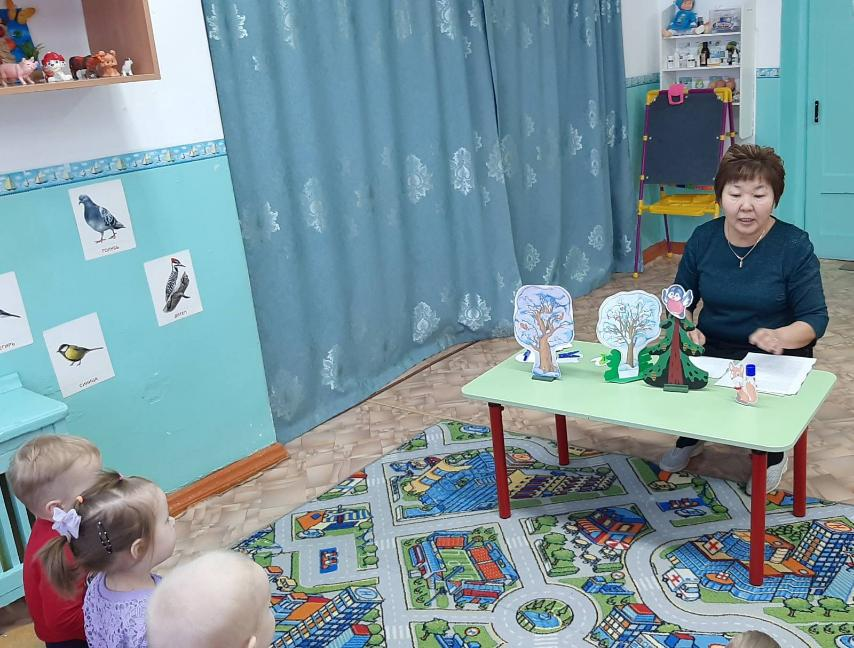 голубь
дятел
синица